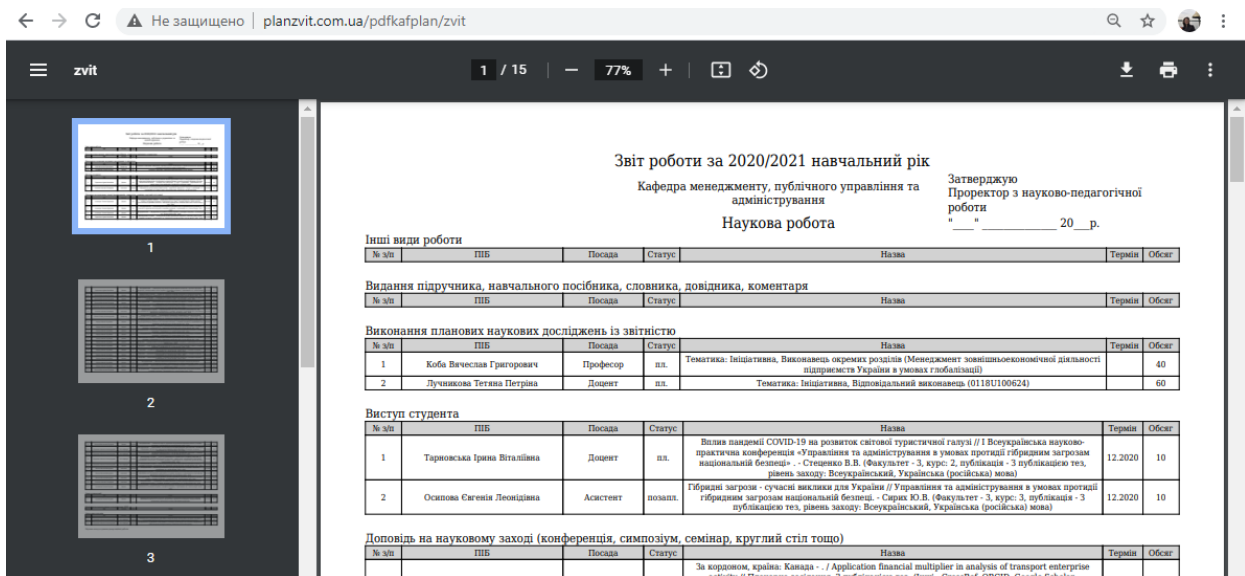 Не защищено planzvit.com.ua/pdfkafplan/zvit
zvit 1 / 15 77%
1
2
3
Звіт роботи за 2020/2021 навчальний рік
Кафедра менеджменту, публічного управління та
адміністрування
Затверджую
Проректор з науково-педагогічної
роботи
Наукова робота
"___" ______________ 20___р.
Інші види роботи
№ з/п ПІБ Посада Статус Назва Термін Обсяг
Видання підручника, навчального посібника, словника, довідника, коментаря
№ з/п ПІБ Посада Статус Назва Термін Обсяг
Виконання планових наукових досліджень із звітністю
№ з/п ПІБ Посада Статус Назва Термін Обсяг
1 Коба Вячеслав Григорович Професор пл. Тематика: Ініціативна, Виконавець окремих розділів (Менеджмент зовнішньоекономічної діяльності
підприємств України в умовах глобалізації) 40
2 Лучникова Тетяна Петріна Доцент пл. Тематика: Ініціативна, Відповідальний виконавець (0118U100624) 60
Виступ студента
№ з/п ПІБ Посада Статус Назва Термін Обсяг
1 Тарновська Ірина Віталіївна Доцент пл. Вплив пандемії COVID-19 на розвиток світової туристичної галузі // І Всеукраїнська науково-
практична конференція «Управління та адміністрування в умовах протидії гібридним загрозам
національній безпеці» . - Стеценко В.В. (Факультет - 3, курс: 2, публікація - З публікацією тез,
рівень заходу: Всеукраїнський, Українська (російська) мова) 12.2020 10
2 Осипова Євгенія Леонідівна Асистент позапл. Гібридні загрози - сучасні виклики для України // Управління та адміністрування в умовах протидії
гібридним загрозам національній безпеці. - Сирих Ю.В. (Факультет - 3, курс: 3, публікація - З
публікацією тез, рівень заходу: Всеукраїнський, Українська (російська) мова) 12.2020 10
Доповідь на науковому заході (конференція, симпозіум, семінар, круглий стіл тощо)
№ з/п ПІБ Посада Статус Назва Термін Обсяг
За кордоном, країна: Канада - . / Application financial multiplier in analysis of transport enterprise